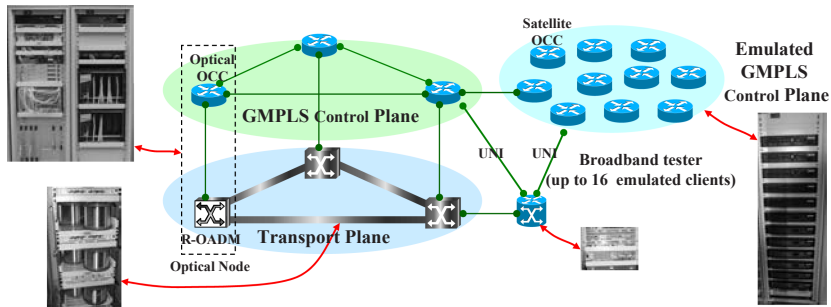 Satellite
OCC
Emulated
GMPLS
Control Plane
Optical
OCC
GMPLS Control Plane
UNI
UNI
Broadband tester
(up to 16 emulated clients)
R-OADM
Transport Plane
Optical Node